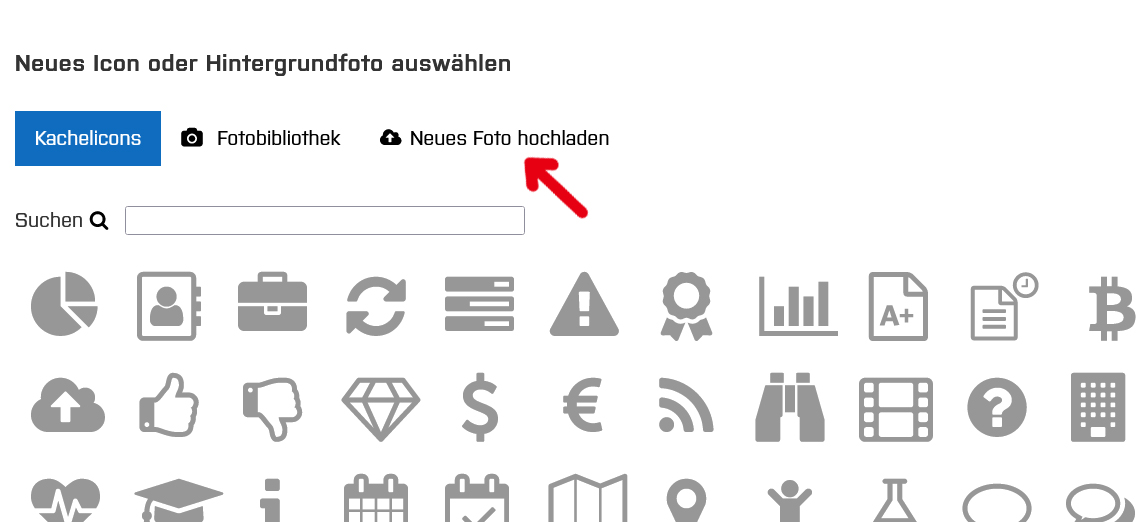 Neues Icon oder Hintergrundfoto auswählen
Kachelicons Fotobibliothek Neues Foto hochladen
Suchen
A+